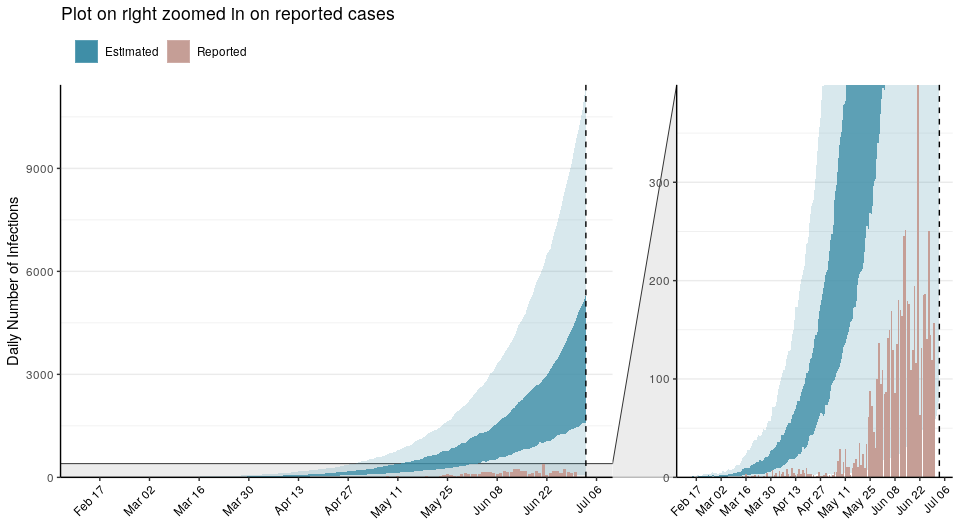 Plot on right zoomed in on reported cases
Estimated
Reported
Daily Number of Infections
9000
6000
3000
0
Feb 17
Mar 02
Mar 16
Mar 30
Apr 13
Apr 27
May 11
May 25
Jun 08
Jun 22
Jul 06
300
200
100
0
Feb 17
Mar 02
Mar 16
Mar 30
Apr 13
Apr 27
May 11
May 25
Jun 08
Jun 22
Jul 06